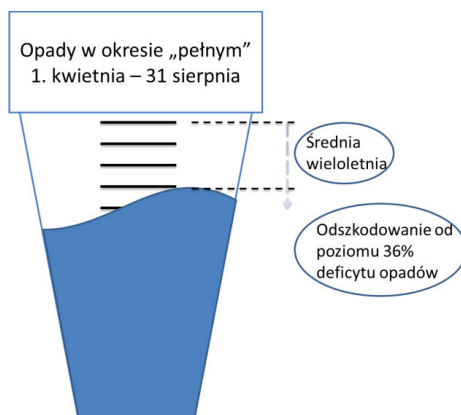 Opady w okresie „pełnym”
1. kwietnia – 31 sierpnia
Średnia
wieloletnia
Odszkodowanie od
poziomu 36%
deficytu opadów